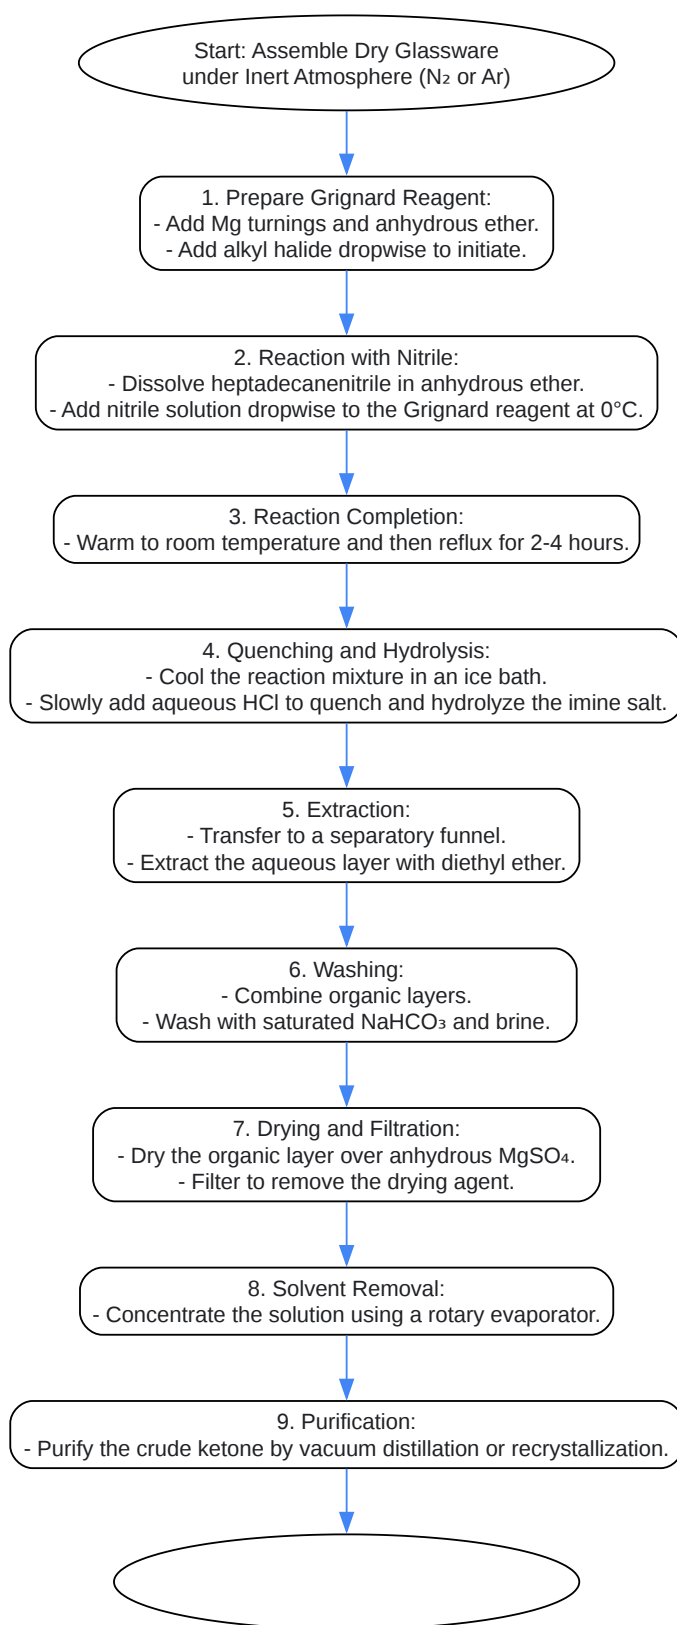 Start: Assemble Dry Glassware
under Inert Atmosphere (N₂ or Ar)
1. Prepare Grignard Reagent:
- Add Mg turnings and anhydrous ether.
- Add alkyl halide dropwise to initiate.
2. Reaction with Nitrile:
- Dissolve heptadecanenitrile in anhydrous ether.
- Add nitrile solution dropwise to the Grignard reagent at 0°C.
3. Reaction Completion:
- Warm to room temperature and then reflux for 2-4 hours.
4. Quenching and Hydrolysis:
- Cool the reaction mixture in an ice bath.
- Slowly add aqueous HCl to quench and hydrolyze the imine salt.
5. Extraction:
- Transfer to a separatory funnel.
- Extract the aqueous layer with diethyl ether.
6. Washing:
- Combine organic layers.
- Wash with saturated NaHCO₃ and brine.
7. Drying and Filtration:
- Dry the organic layer over anhydrous MgSO₄.
- Filter to remove the drying agent.
8. Solvent Removal:
- Concentrate the solution using a rotary evaporator.
9. Purification:
- Purify the crude ketone by vacuum distillation or recrystallization.